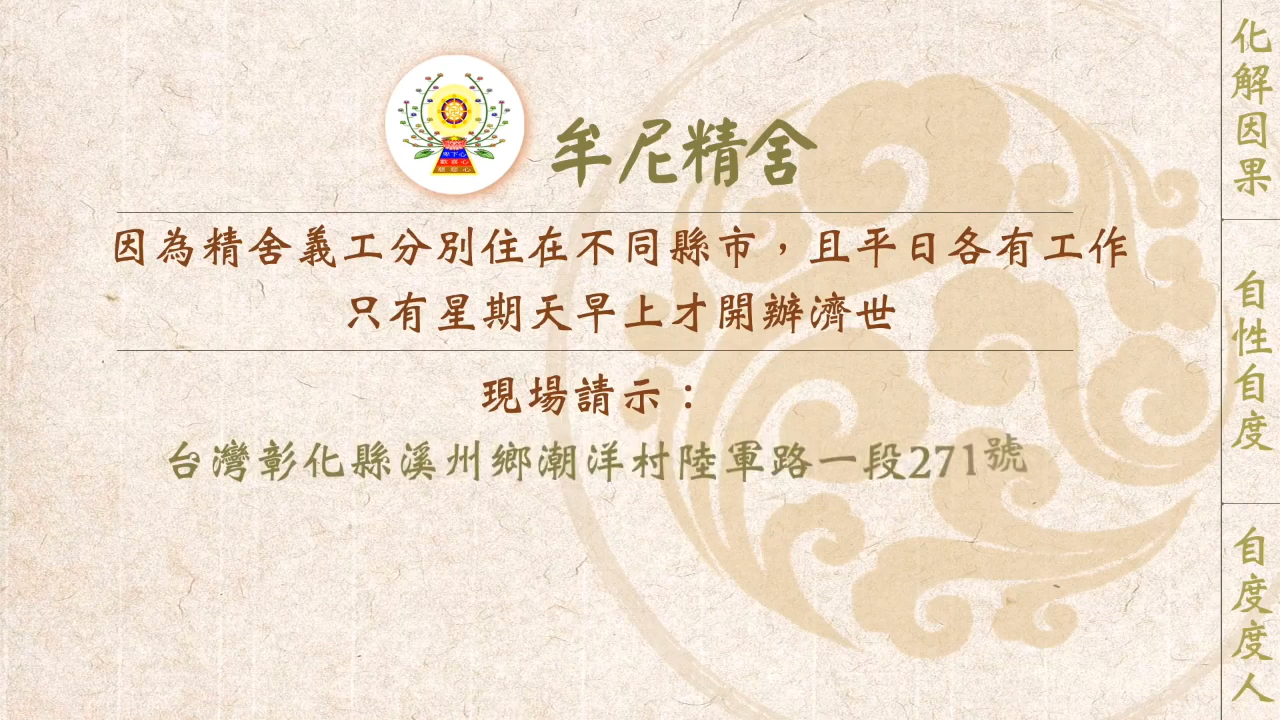 牟尼精舍
因為精舍義工分別住在不同縣市，且平日各有工作
只有星期天早上才開辦濟世
現場請示：
台灣彰化縣溪州鄉潮洋村陸軍路一段271號
化解因果
自性自度
自度度人